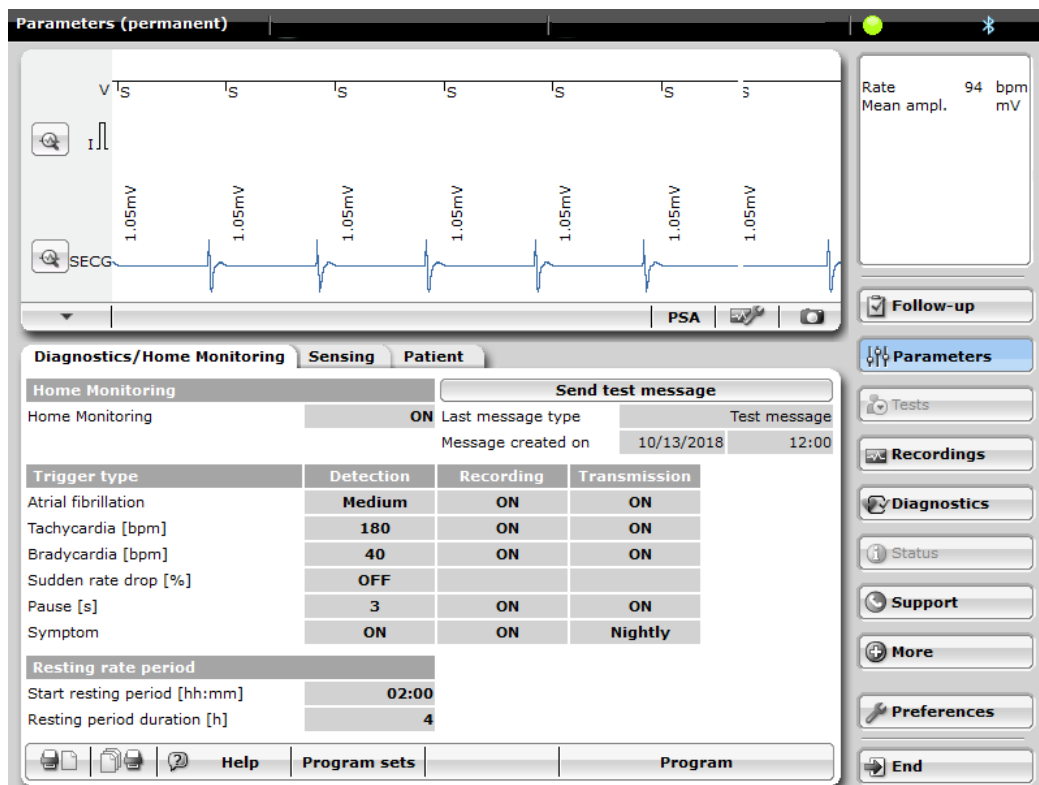 Parameters (permanent)
V S S S S S S S
I
1.05mV 1.05mV 1.05mV 1.05mV 1.05mV 1.05mV 1.05mV
SECG
PSA
Rate 94 bpm
Mean ampl. mV
Follow-up
Parameters
Tests
Recordings
Diagnostics
Status
Support
More
Preferences
End
Diagnostics/Home Monitoring Sensing Patient
Home Monitoring Send test message
Home Monitoring ON Last message type Test message
Message created on 10/13/2018 12:00
Trigger type Detection Recording Transmission
Atrial fibrillation Medium ON ON
Tachycardia [bpm] 180 ON ON
Bradycardia [bpm] 40 ON ON
Sudden rate drop [%] OFF
Pause [s] 3 ON ON
Symptom ON ON Nightly
Resting rate period
Start resting period [hh:mm] 02:00
Resting period duration [h] 4
Help Program sets Program